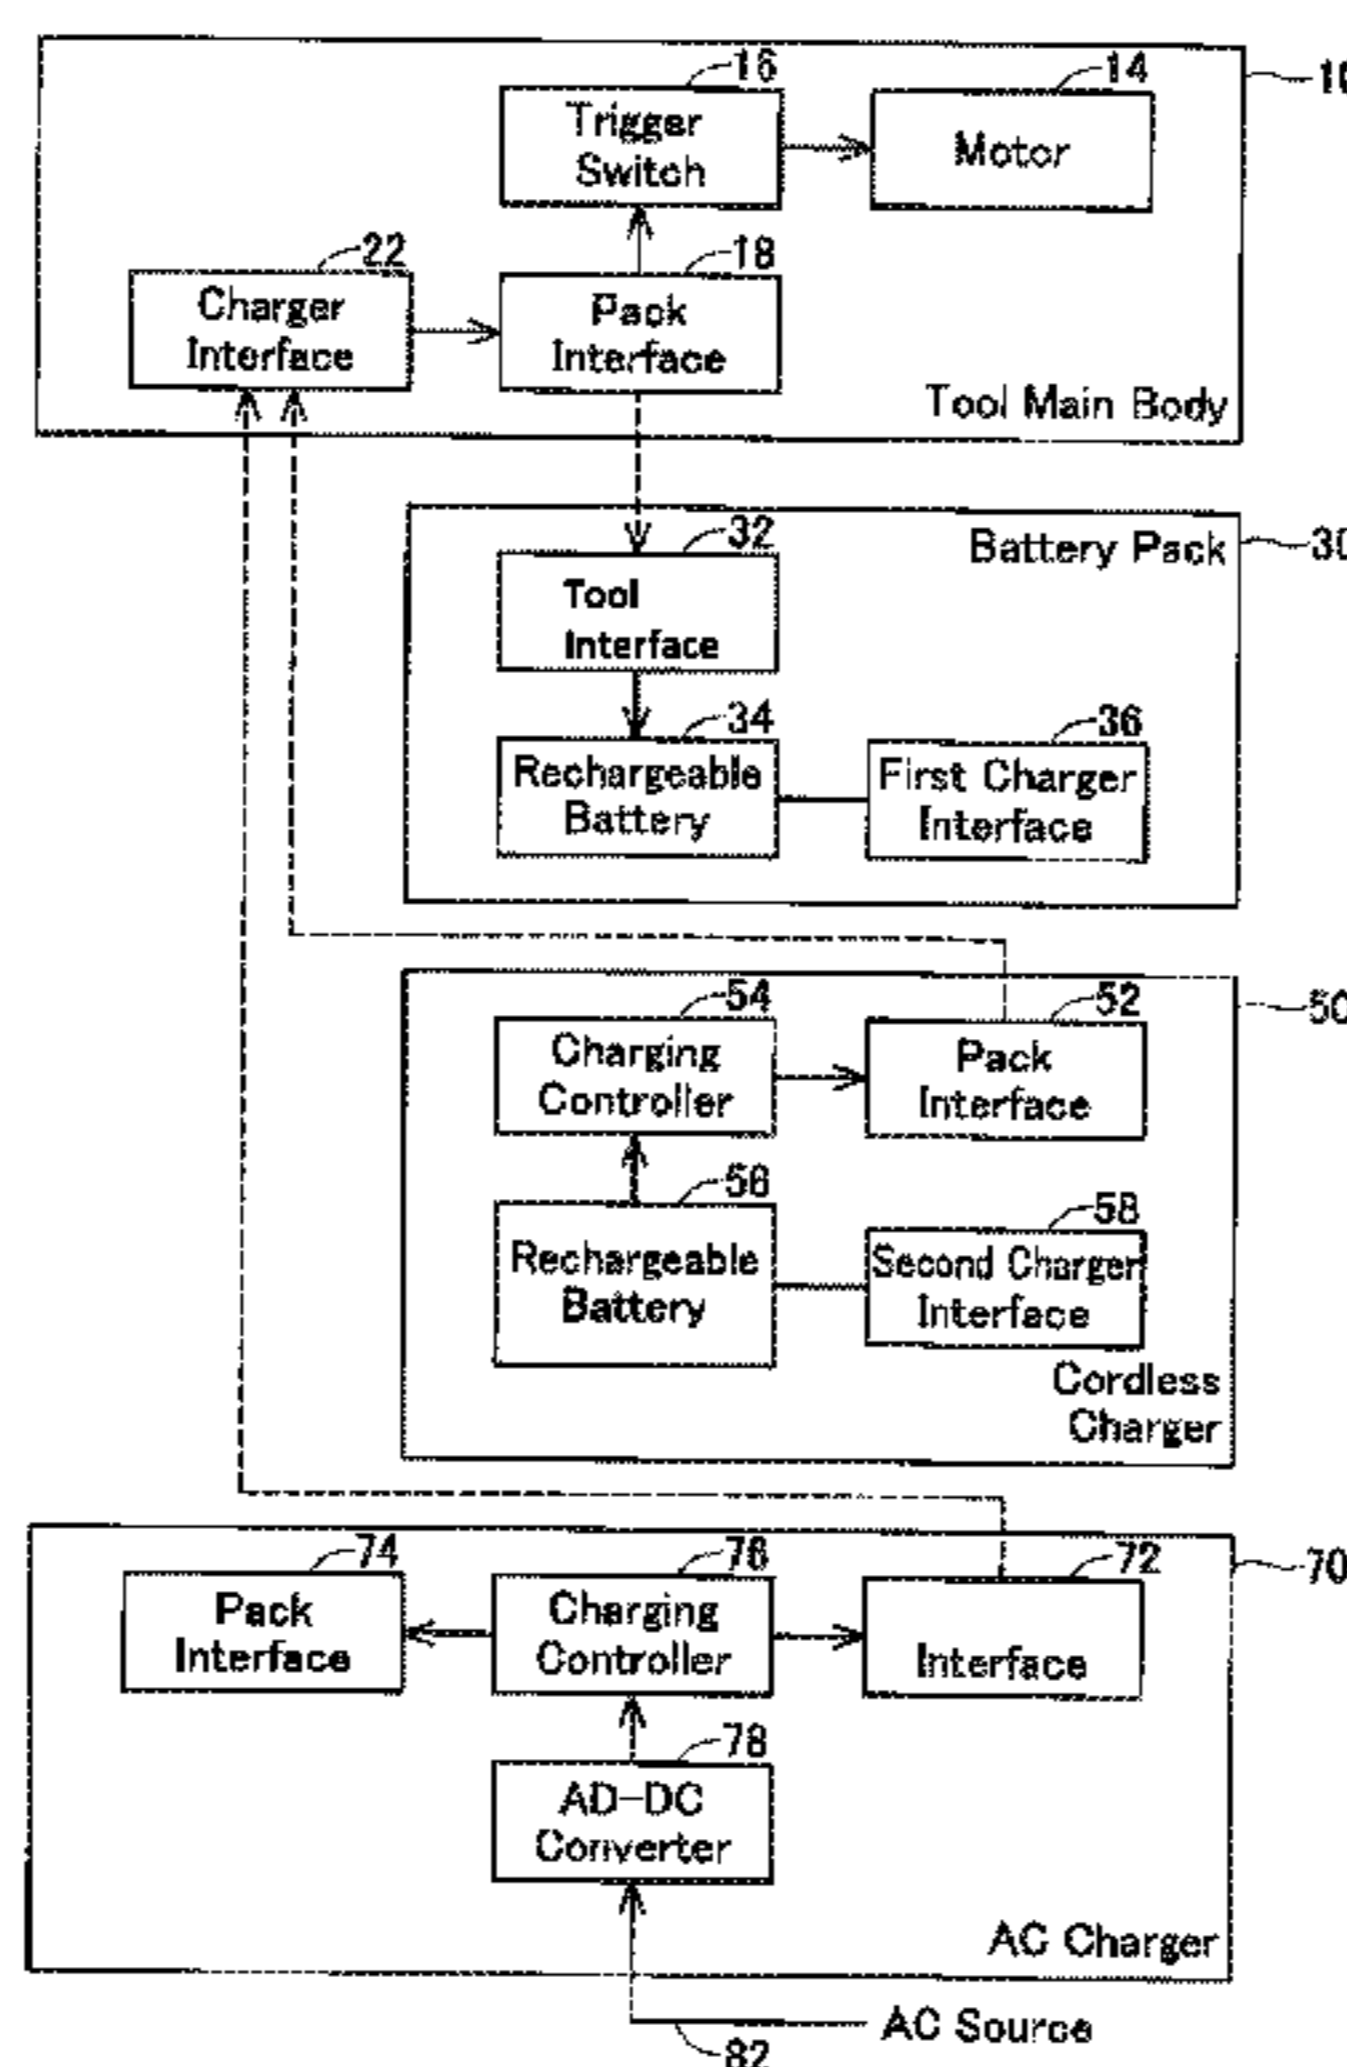 16
14
10
Trigger
Switch
Motor
22
18
Charger
Interface
Pack
Interface
Tool Main Body
32
Battery Pack
30
Tool
Interface
34
36
Rechargeable
Battery
First Charger
Interface
54
52
50
Charging
Controller
Pack
Interface
56
58
Rechargeable
Battery
Second Charger
Interface
Cordless
Charger
74
76
72
70
Pack
Interface
Charging
Controller
Interface
78
AD-DC
Converter
AC Charger
AC Source
82